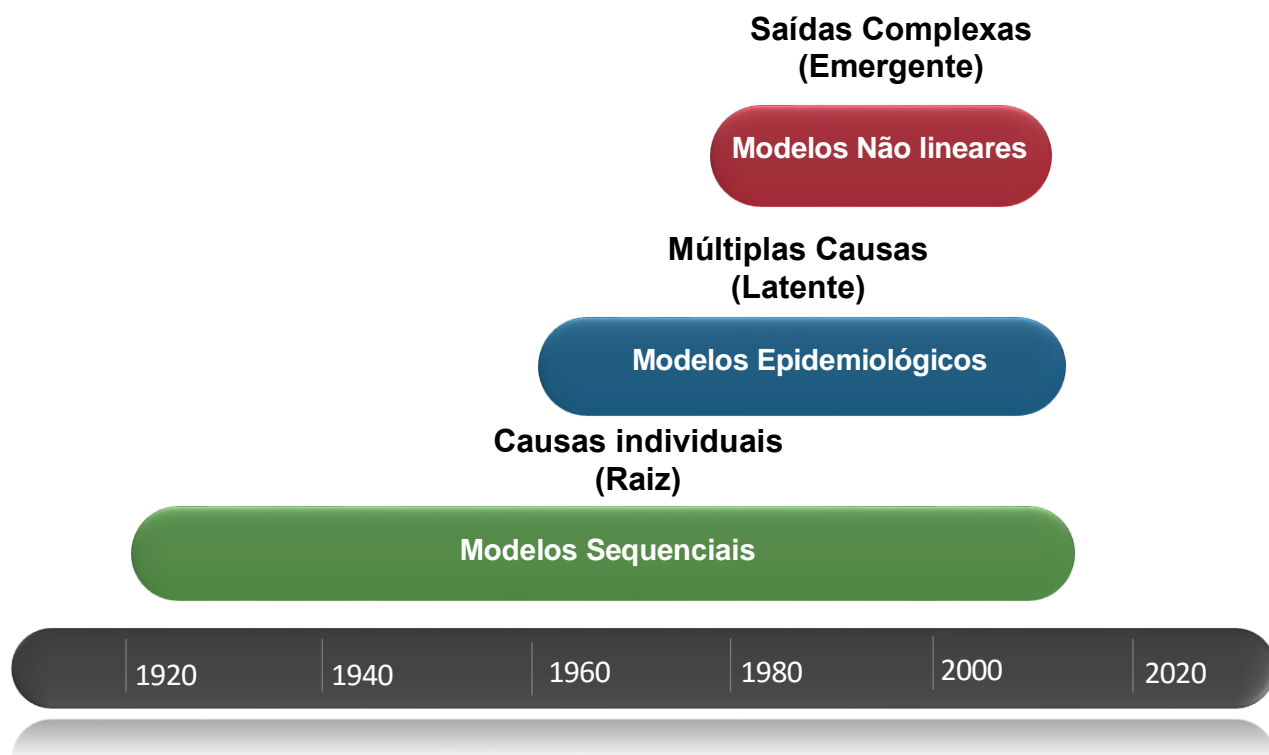 Saídas Complexas
(Emergente)
Modelos Não lineares
Múltiplas Causas
(Latente)
Modelos Epidemiológicos
Causas individuais
(Raiz)
Modelos Sequenciais
1920 1940 1960 1980 2000 2020